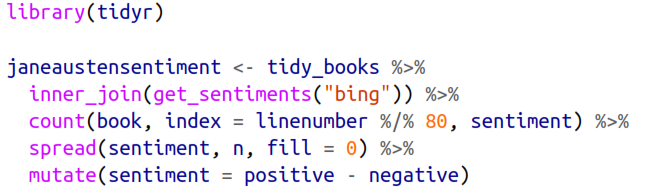 library(tidyr)
janeaustensentiment <- tidy_books %>%
  inner_join(get_sentiments("bing")) %>%
  count(book, index = linenumber %/% 80, sentiment) %>%
  spread(sentiment, n, fill = 0) %>%
  mutate(sentiment = positive - negative)